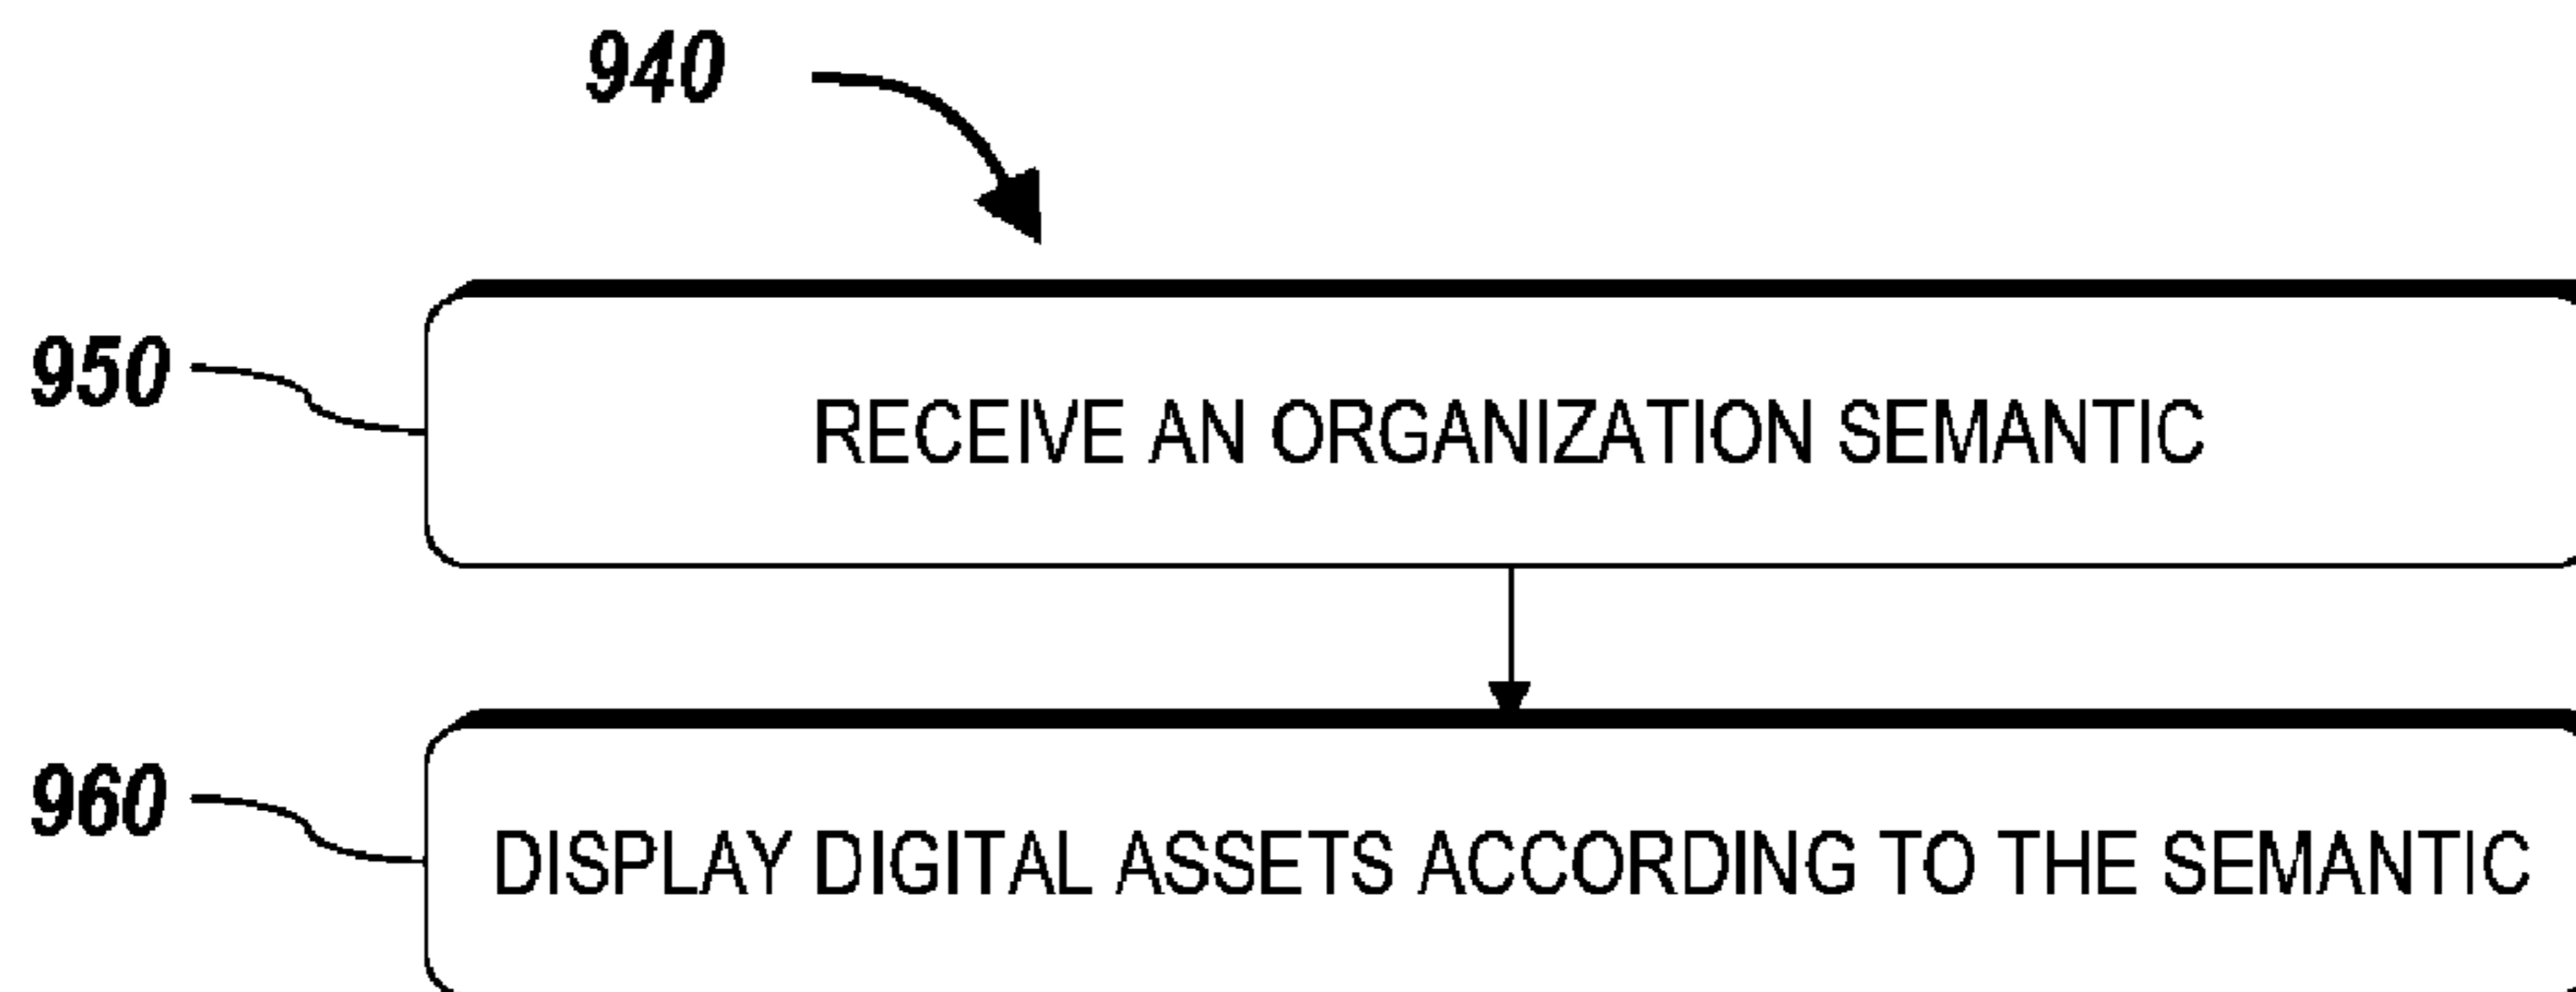 940
950
RECEIVE AN ORGANIZATION SEMANTIC
960
DISPLAY DIGITAL ASSETS ACCORDING TO THE SEMANTIC